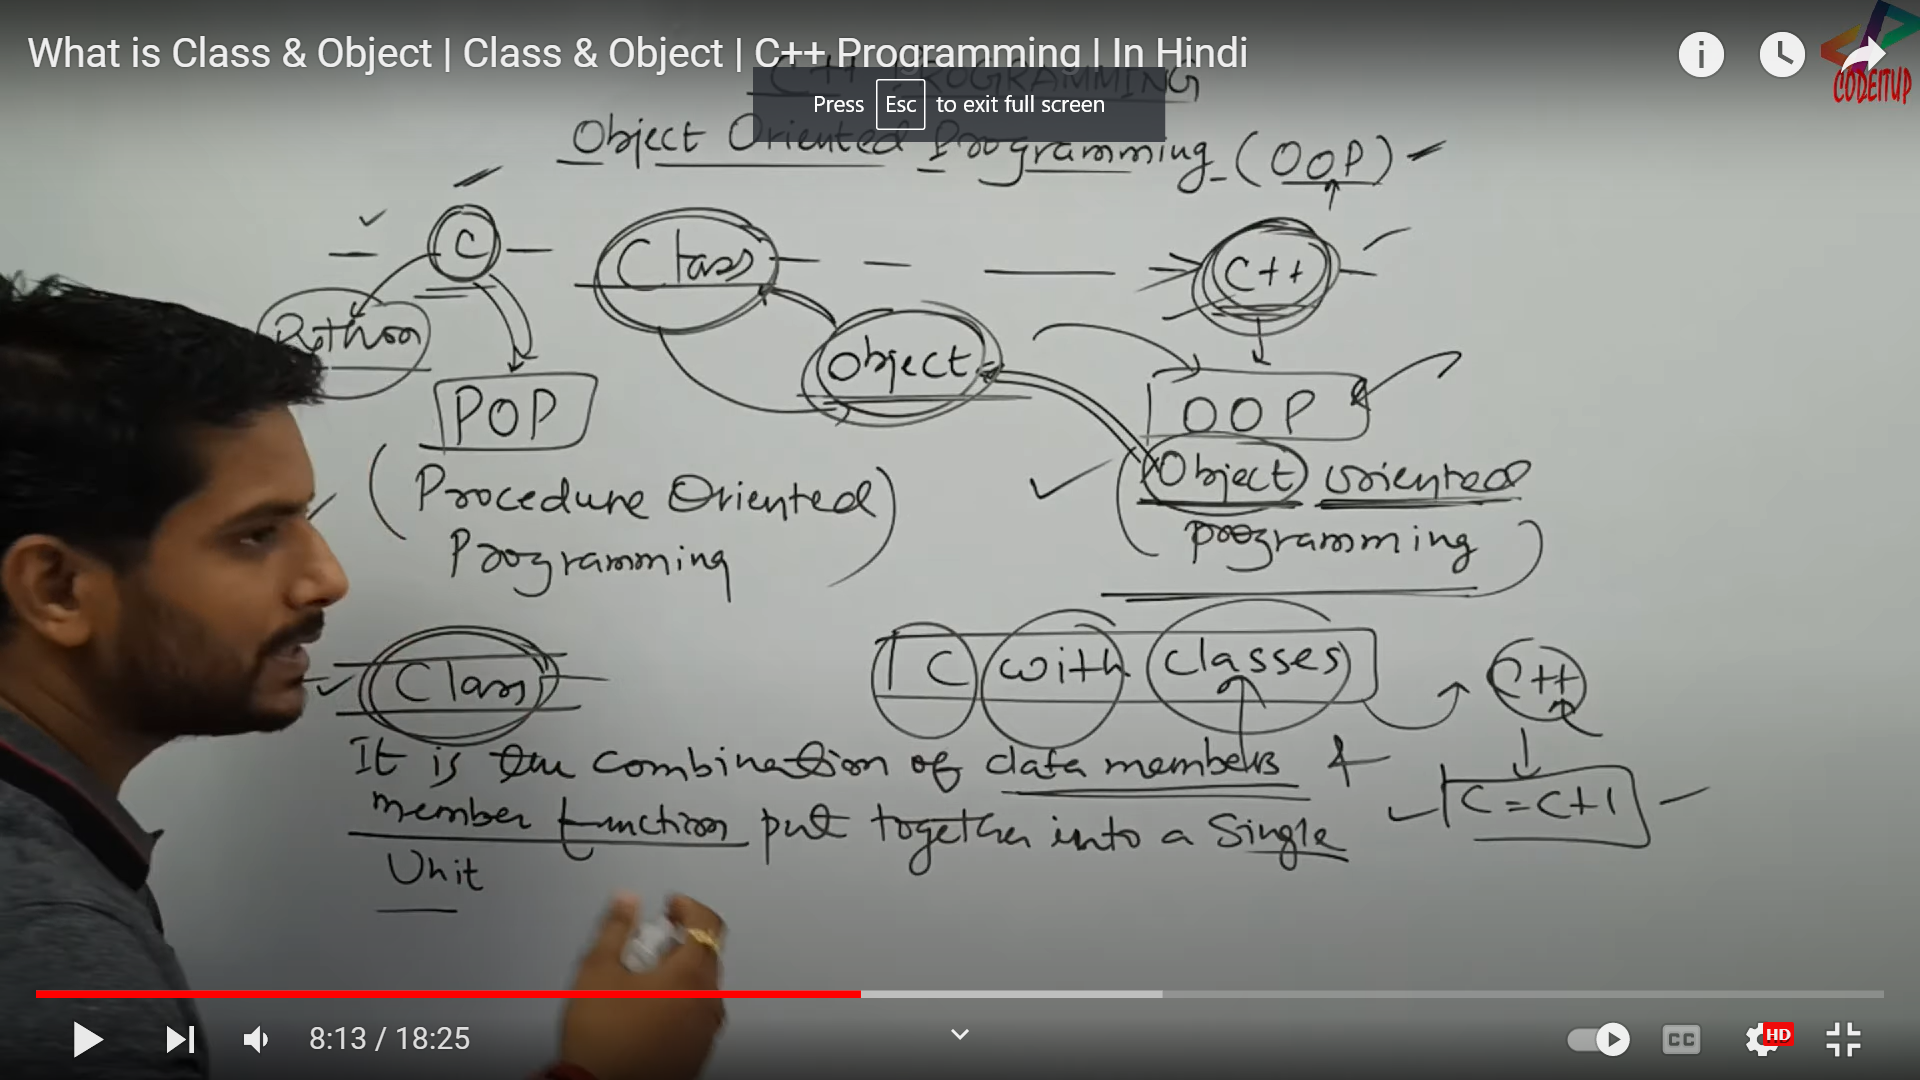 What is Class & Object | Class & Object | C++ Programming | In Hindi
CODEITUP
C++ PROGRAMMING
Press Esc to exit full screen
Object Oriented Programming (OOP)
C
Class
C++
Python
Object
POP
OOP
(Procedure Oriented
Programming)
(Object oriented
programming)
Class
C with classes
C++
It is the combination of data members &
member function put together into a Single
Unit
C = C+1
8:13 / 18:25
CC
HD